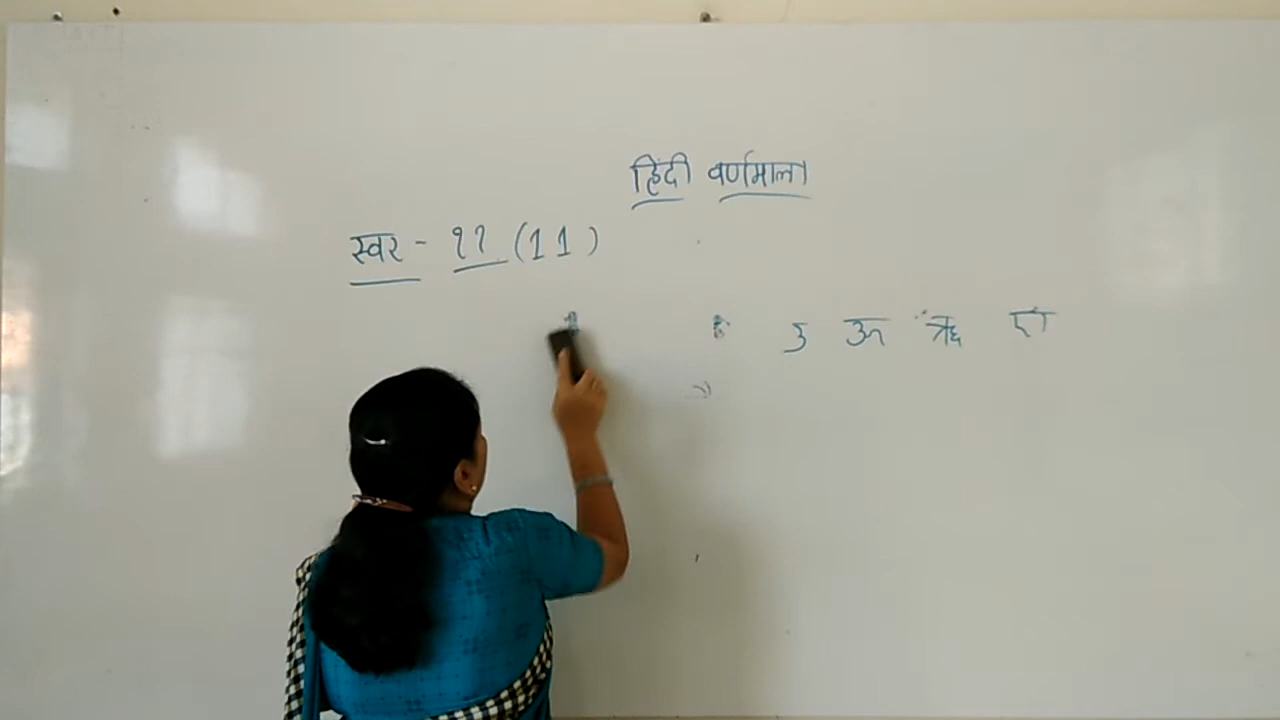 हिंदी वर्णमाला
स्वर - ११ (11)
उ ऊ ऋ ए